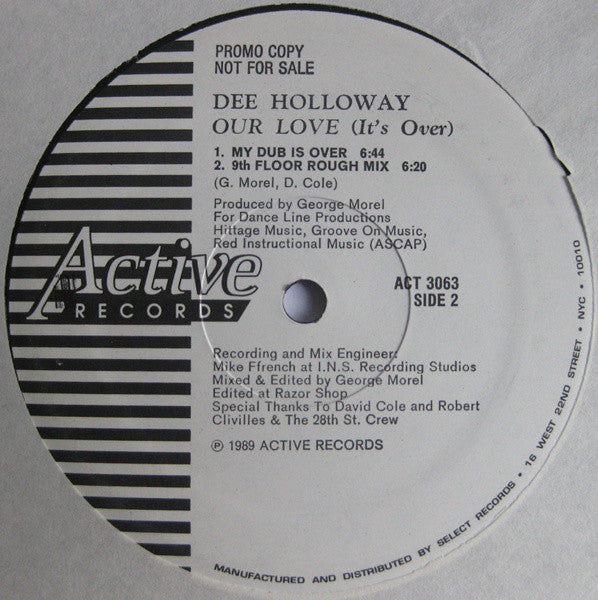 PROMO COPY
NOT FOR SALE
DEE HOLLOWAY
OUR LOVE (It's Over)
1. MY DUB IS OVER 6:44
2. 9th FLOOR ROUGH MIX 6:20
(G. Morel, D. Cole)
Produced by George Morel
For Dance Line Productions
Hittage Music, Groove On Music,
Red Instructional Music (ASCAP)
Active
RECORDS
ACT 3063
SIDE 2
Recording and Mix Engineer:
Mike Ffrench at I.N.S. Recording Studios
Mixed & Edited by George Morel
Edited at Razor Shop
Special Thanks To David Cole and Robert
Clivilles & The 28th St. Crew
℗ 1989 ACTIVE RECORDS
MANUFACTURED AND DISTRIBUTED BY SELECT RECORDS • 16 WEST 22ND STREET • NYC • 10010